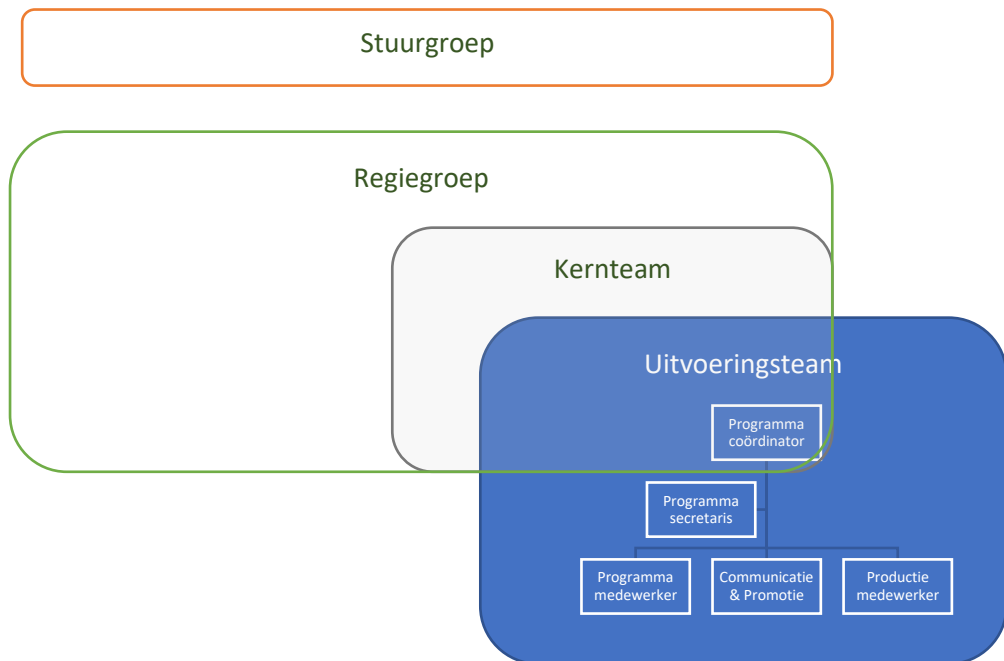 Stuurgroep
Regiegroep
Kernteam
Uitvoeringsteam
Programma
coördinator
Programma
secretaris
Programma
medewerker
Communicatie
& Promotie
Productie
medewerker